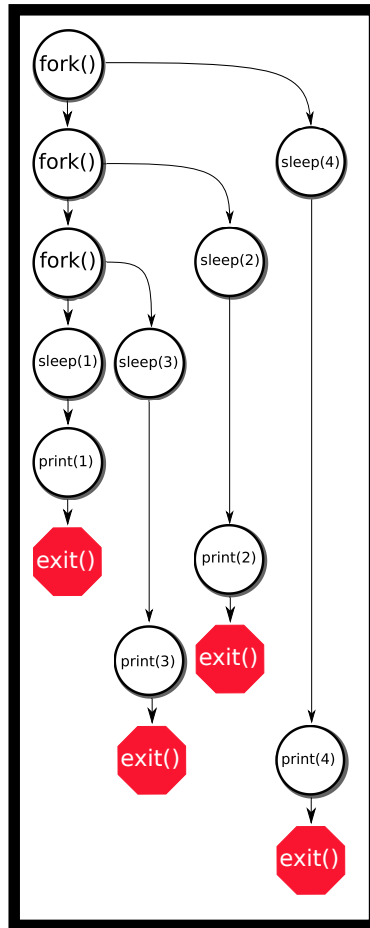 fork()
fork()
sleep(4)
fork()
sleep(2)
sleep(1)
sleep(3)
print(1)
exit()
print(2)
print(3)
exit()
exit()
print(4)
exit()